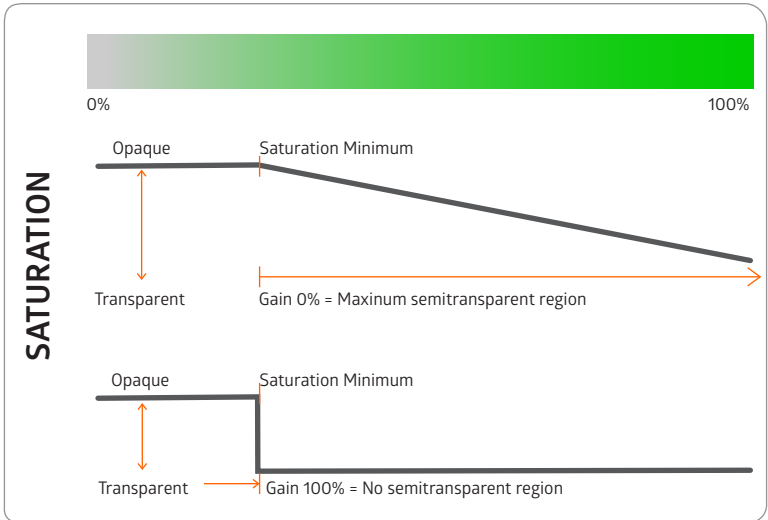 SATURATION
0% 100%
Opaque Saturation Minimum
Transparent Gain 0% = Maxinum semitransparent region
Opaque Saturation Minimum
Transparent Gain 100% = No semitransparent region